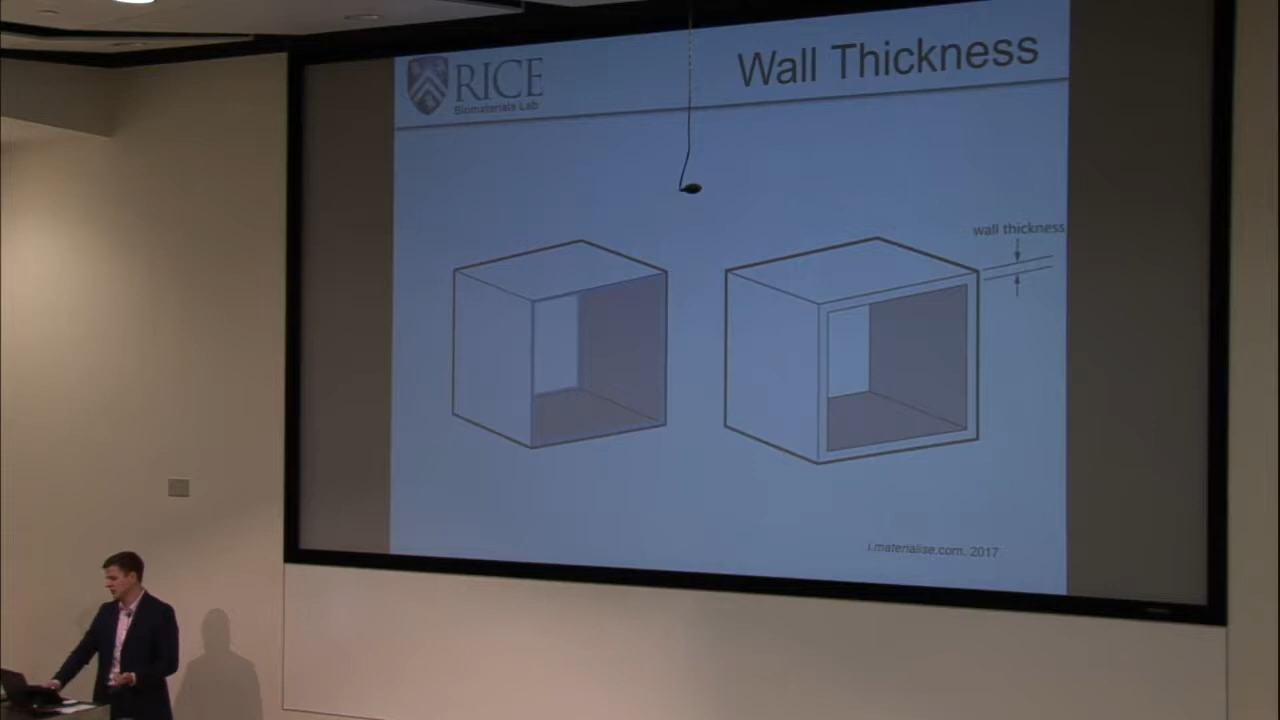 RICE
Biomaterials Lab
Wall Thickness
wall thickness
i.materialise.com, 2017